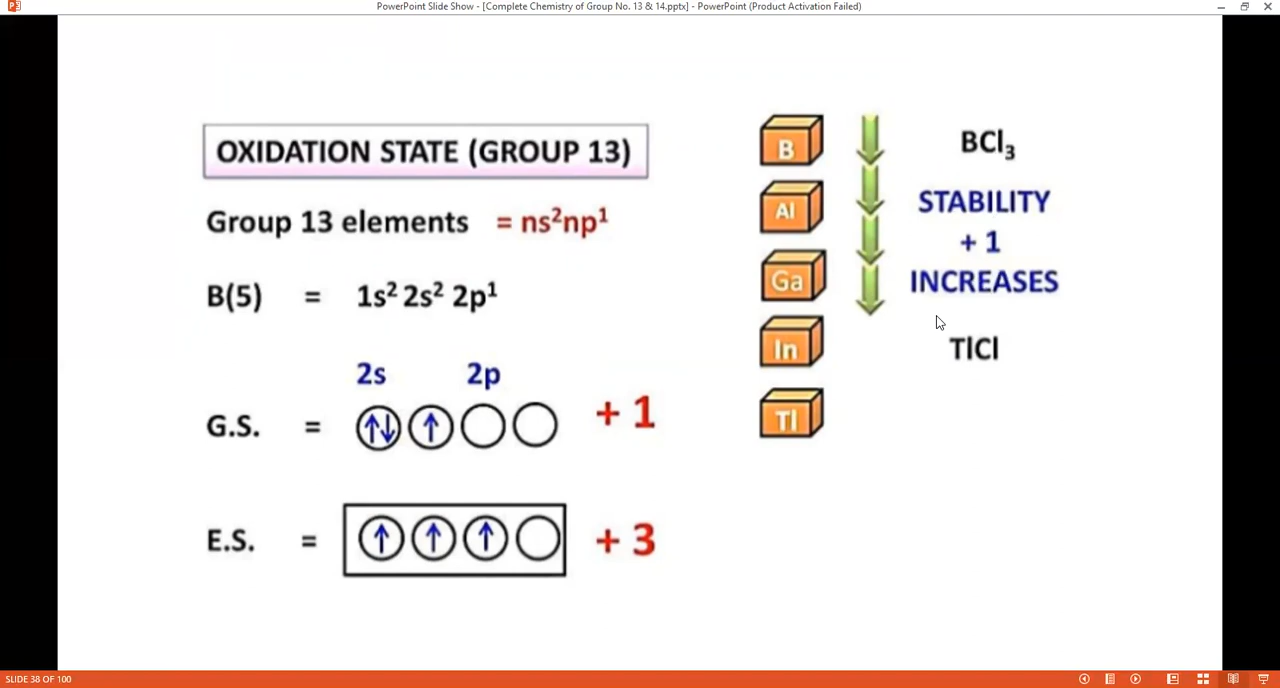 PowerPoint Slide Show - [Complete Chemistry of Group No. 13 & 14.pptx] - PowerPoint (Product Activation Failed)
OXIDATION STATE (GROUP 13)
Group 13 elements = ns²np¹
B(5) = 1s² 2s² 2p¹
2s 2p
G.S. = ↑↓ ↑ + 1
E.S. = ↑ ↑ ↑ + 3
B
Al
Ga
In
Tl
BCl₃
STABILITY
+ 1
INCREASES
TlCl
SLIDE 38 OF 100